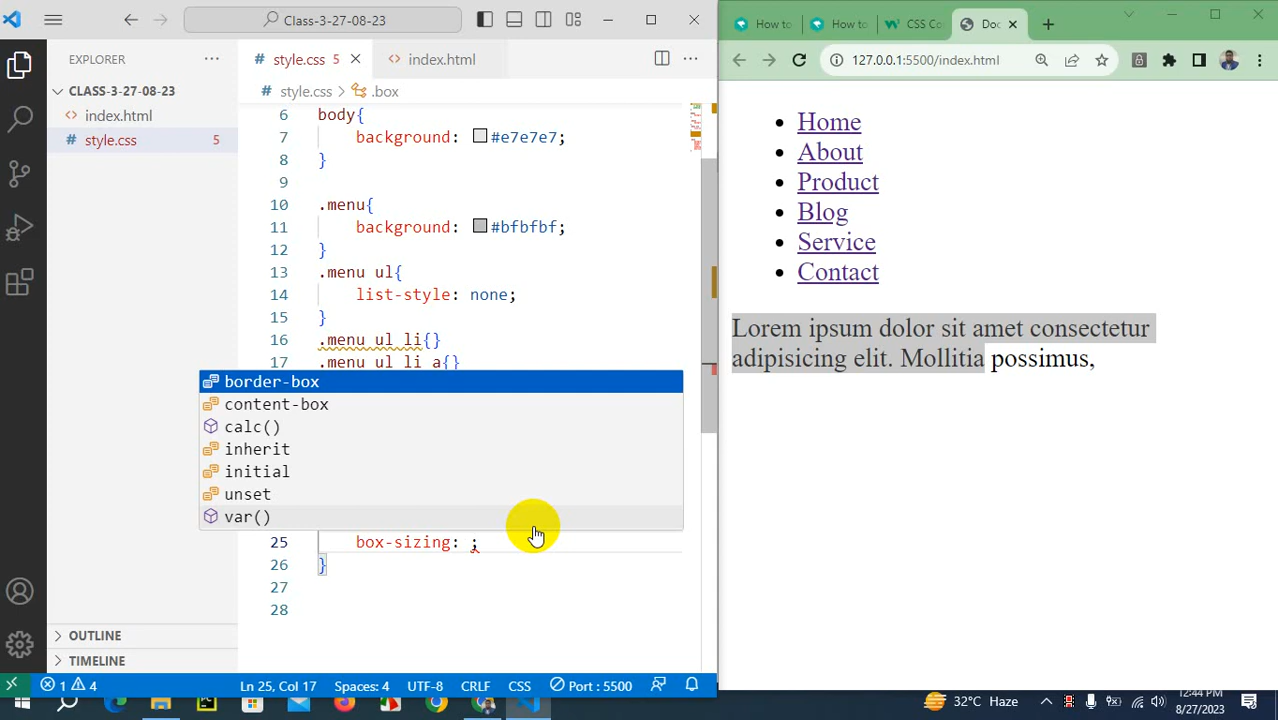 Class-3-27-08-23
How to
How to
CSS Co
Doc
127.0.0.1:5500/index.html
EXPLORER
CLASS-3-27-08-23
index.html
style.css 5
OUTLINE
TIMELINE
style.css 5
index.html
style.css > .box
6 body{
7 background: #e7e7e7;
8 }
9
10 .menu{
11 background: #bfbfbf;
12 }
13 .menu ul{
14 list-style: none;
15 }
16 .menu ul li{}
17 .menu ul li a{}
border-box
content-box
calc()
inherit
initial
unset
var()
25 box-sizing: ;
26 }
27
28
Home
About
Product
Blog
Service
Contact
Lorem ipsum dolor sit amet consectetur
adipisicing elit. Mollitia possimus,
1 4 Ln 25, Col 17 Spaces: 4 UTF-8 CRLF CSS Port : 5500
32°C Haze
12:44 PM
8/27/2023